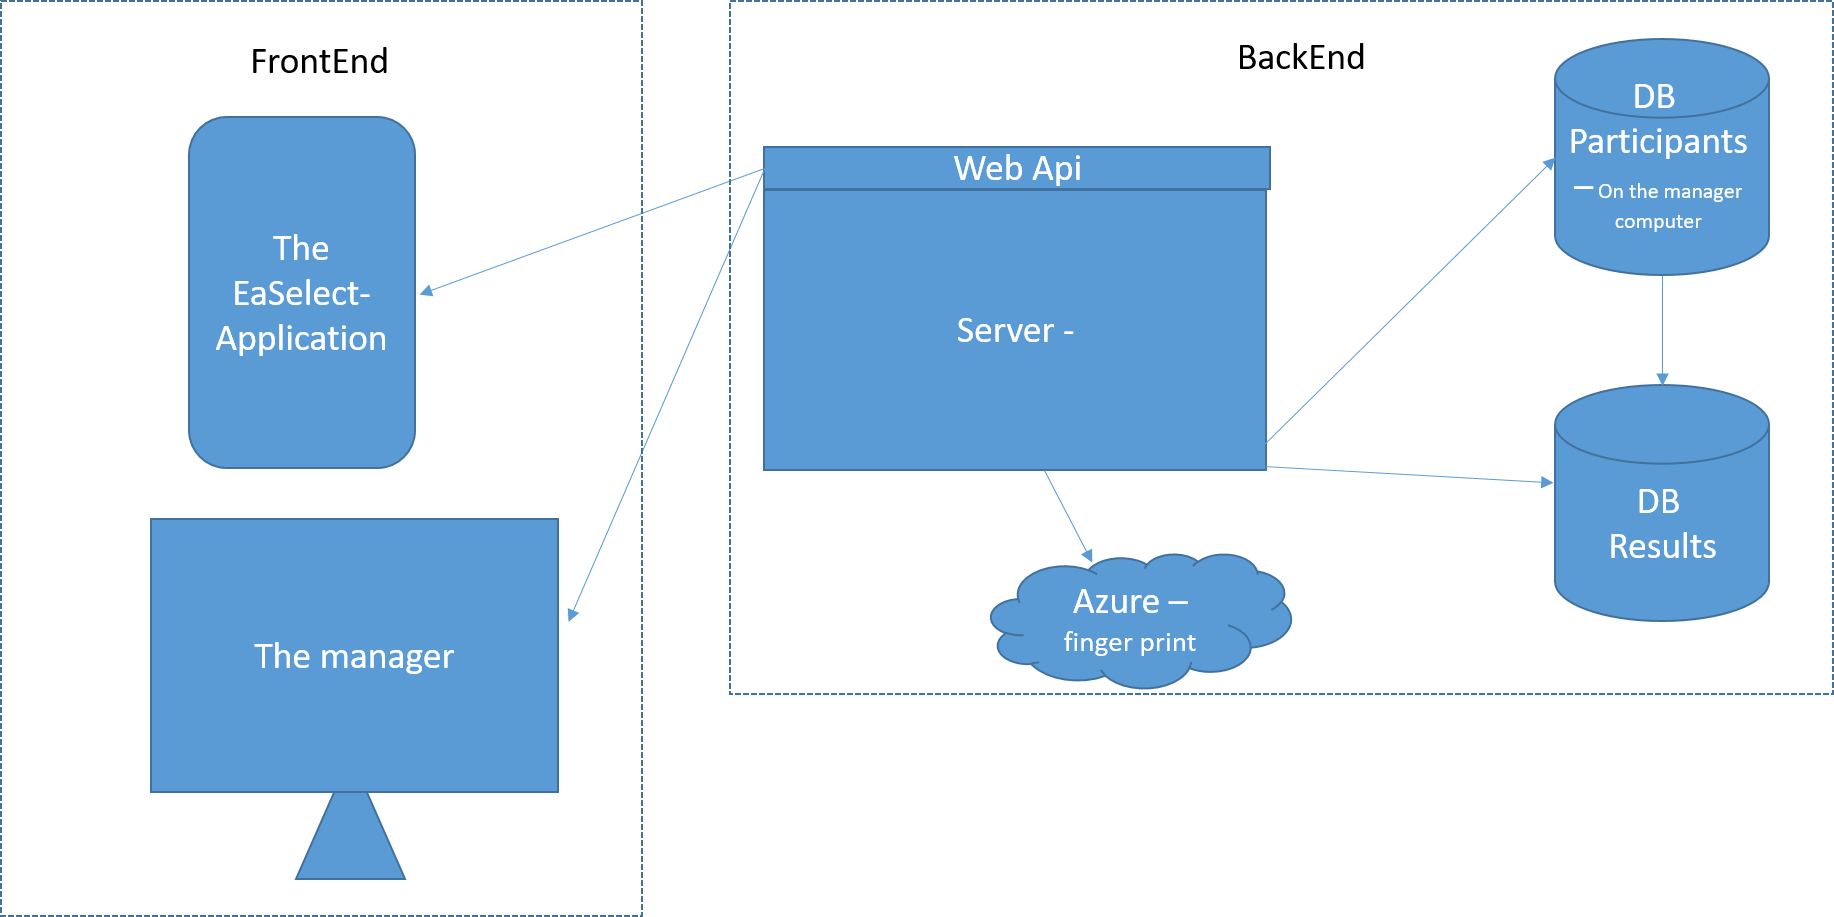 FrontEnd
The
EaSelect-
Application
The manager
BackEnd
Web Api
Server -
Azure –
finger print
DB
Participants
– On the manager
computer
DB
Results